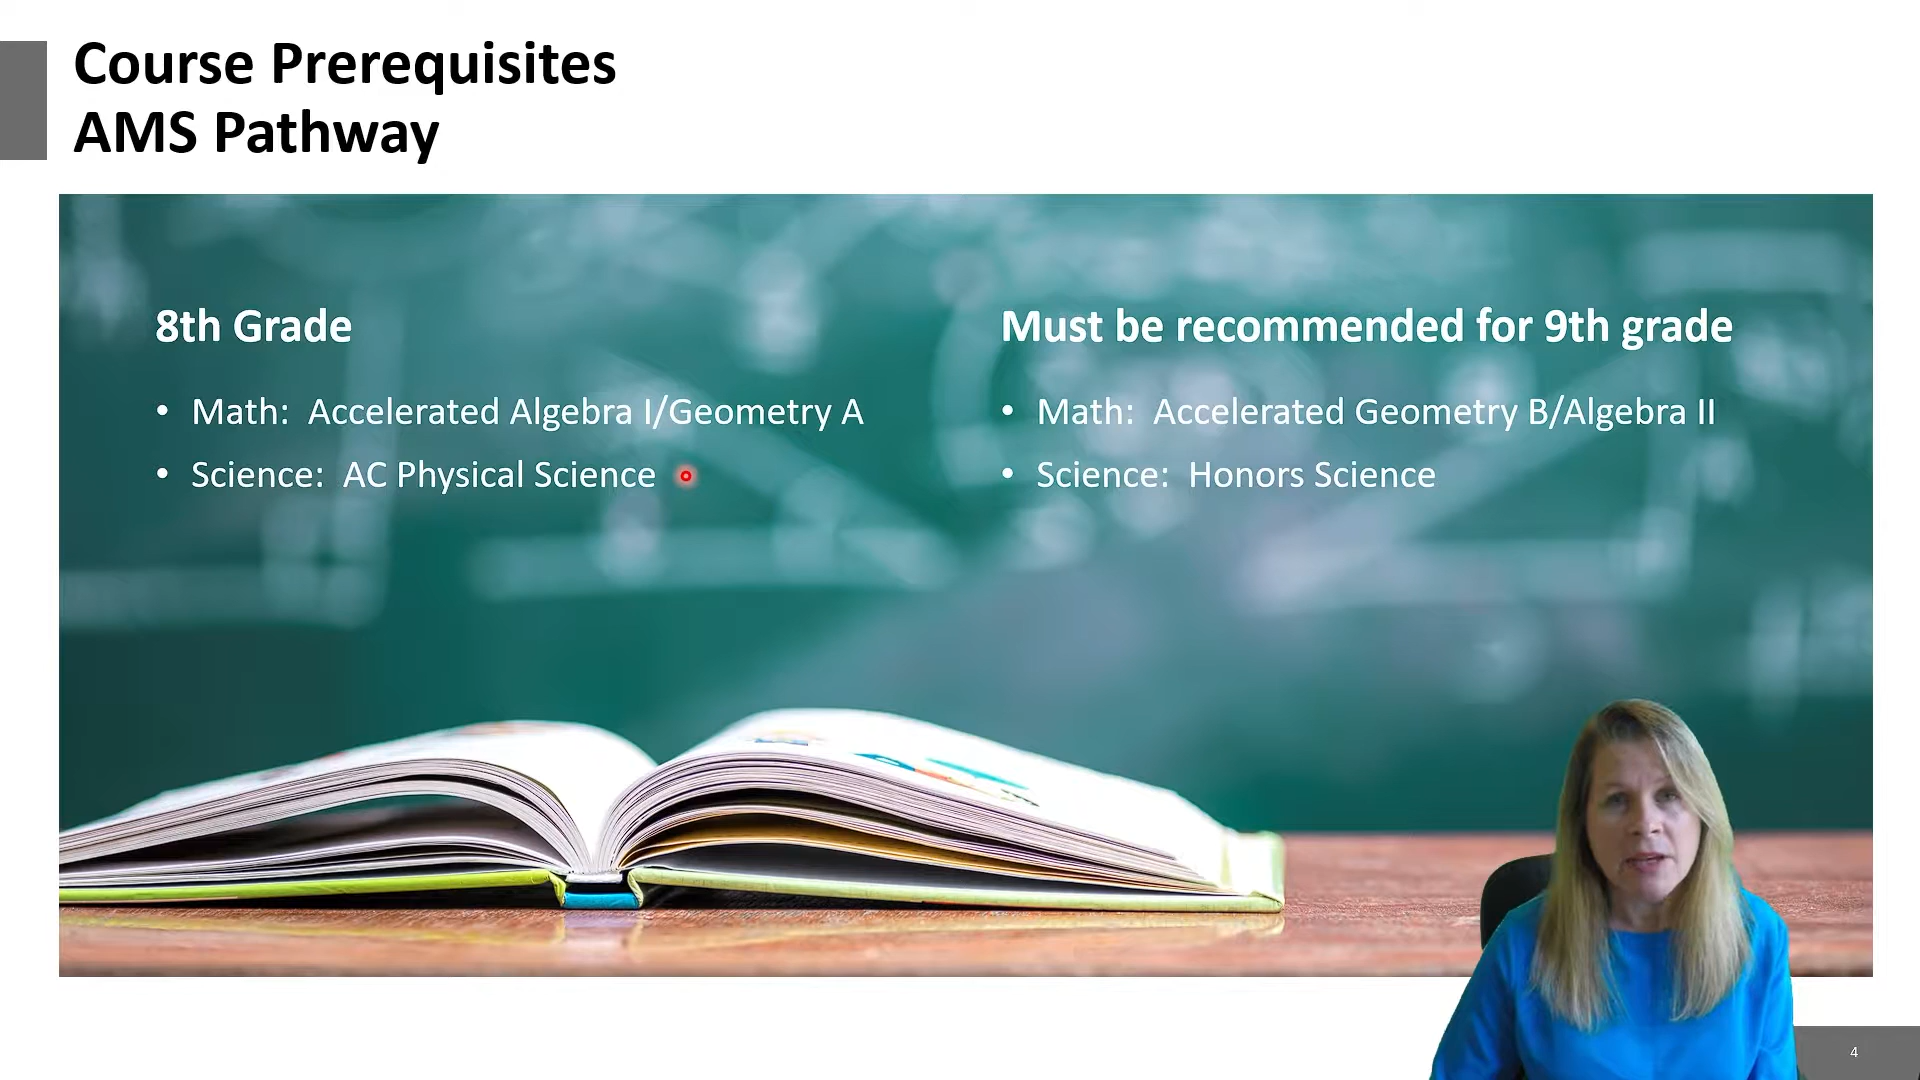 Course Prerequisites
AMS Pathway
8th Grade
• Math: Accelerated Algebra I/Geometry A
• Science: AC Physical Science
Must be recommended for 9th grade
• Math: Accelerated Geometry B/Algebra II
• Science: Honors Science
4